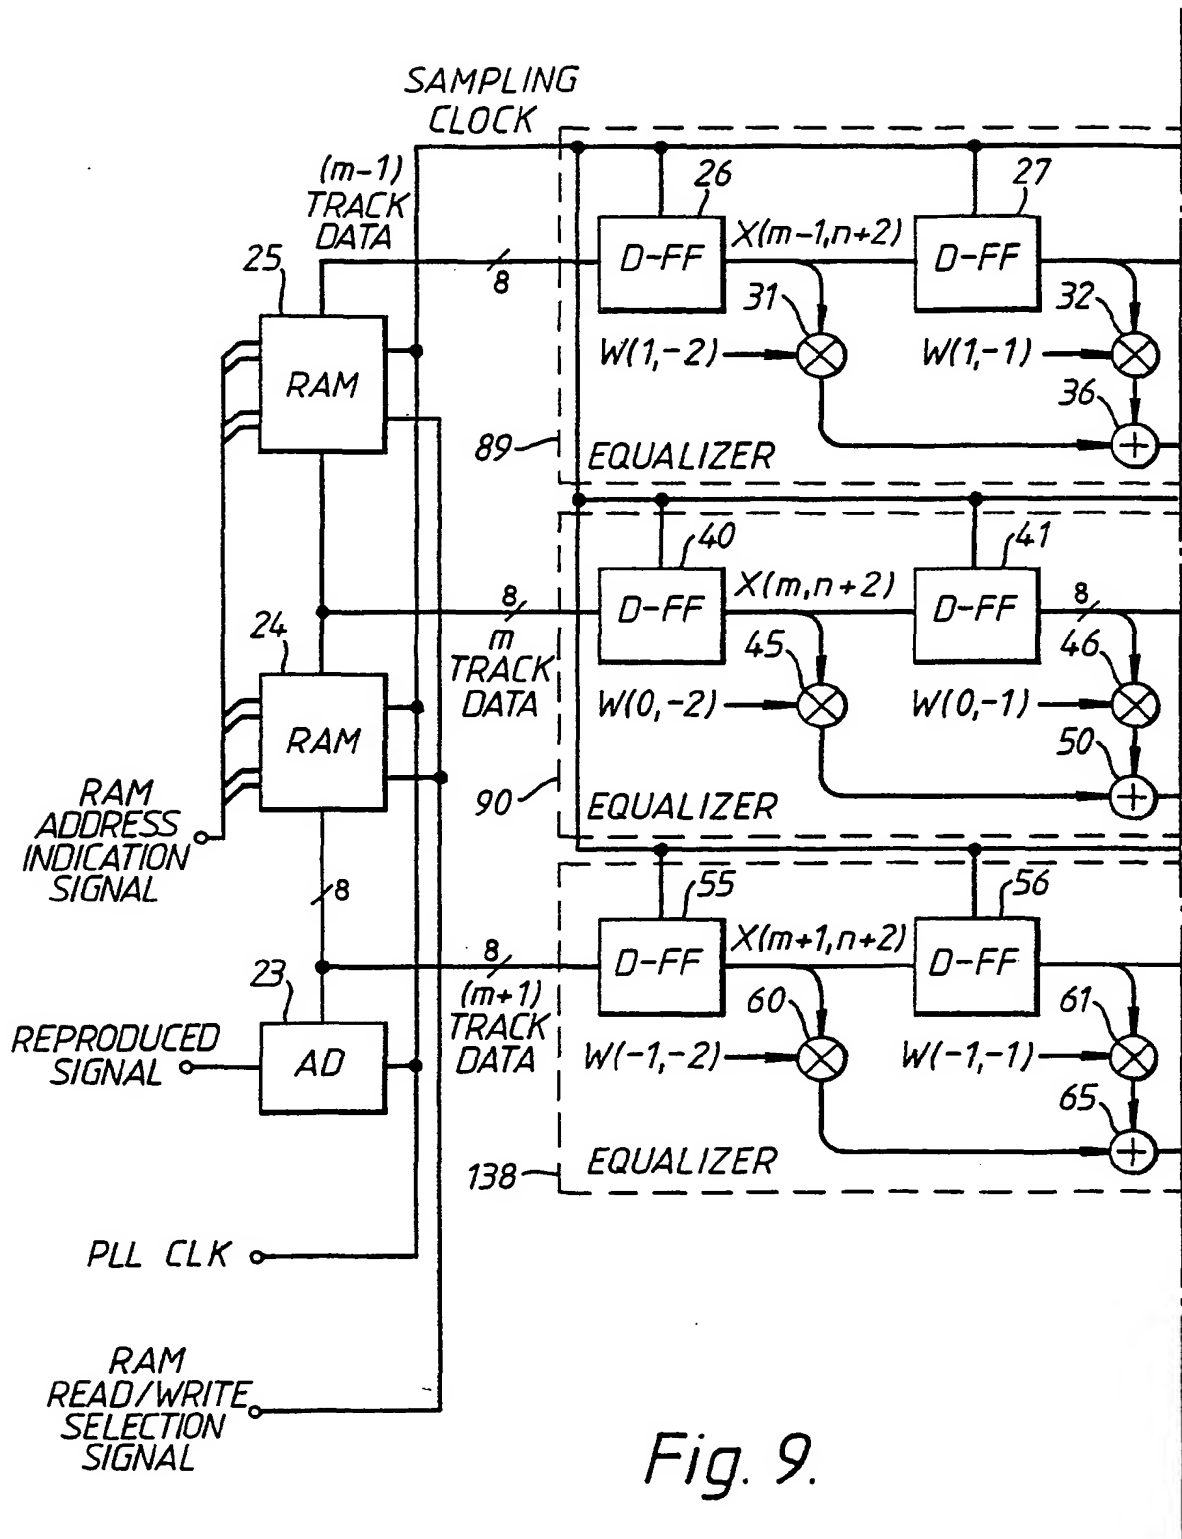 SAMPLING
CLOCK
(m-1)
TRACK
DATA
25
8
RAM
26
D-FF
X(m-1,n+2)
27
D-FF
31
32
W(1,-2)
W(1,-1)
36
89
EQUALIZER
24
RAM
8
m
TRACK
DATA
40
D-FF
X(m,n+2)
41
D-FF
8
45
46
W(0,-2)
W(0,-1)
50
90
EQUALIZER
RAM
ADDRESS
INDICATION
SIGNAL
8
23
AD
REPRODUCED
SIGNAL
8
(m+1)
TRACK
DATA
55
D-FF
X(m+1,n+2)
56
D-FF
60
61
W(-1,-2)
W(-1,-1)
65
138
EQUALIZER
PLL CLK
RAM
READ/WRITE
SELECTION
SIGNAL
Fig. 9.